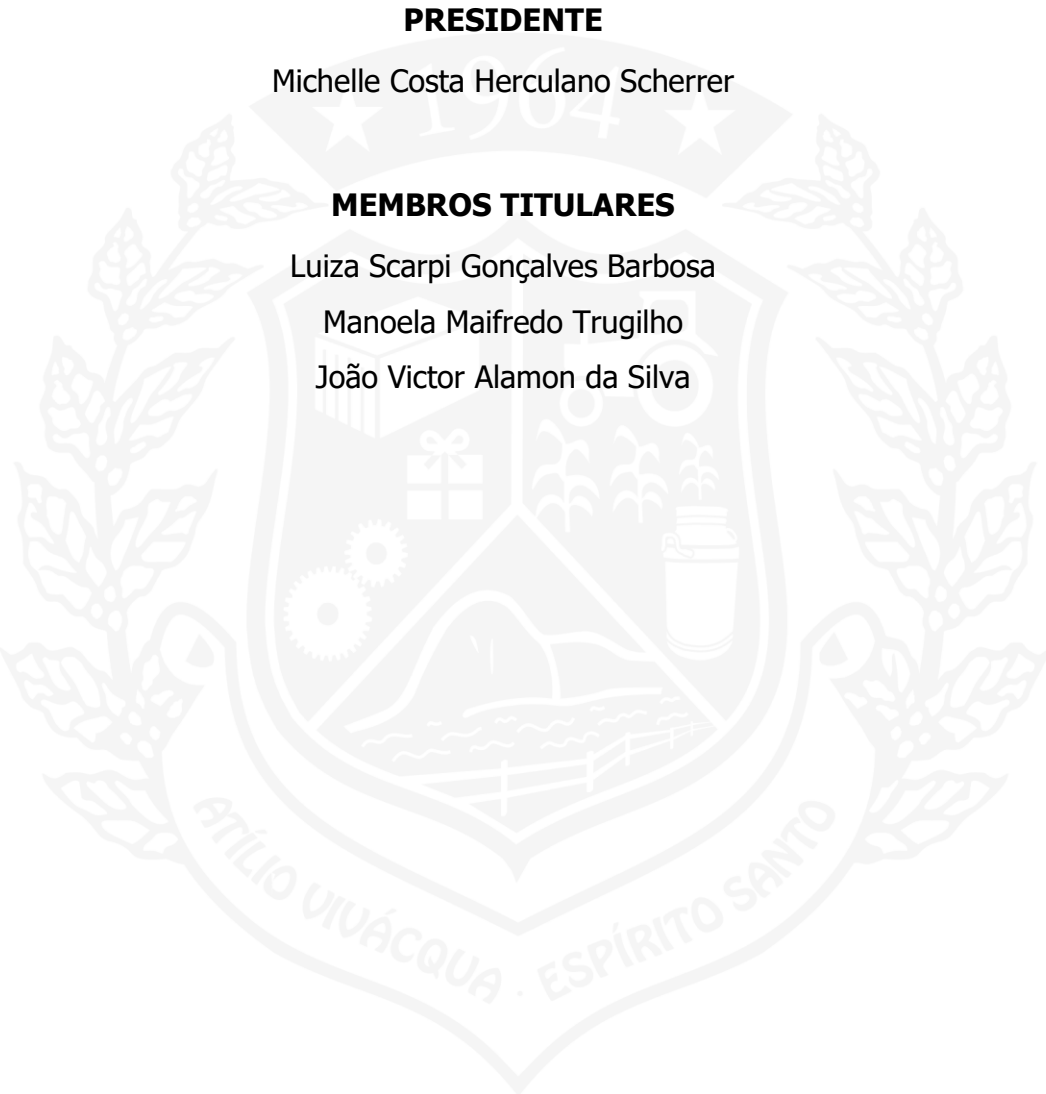 PRESIDENTE
Michelle Costa Herculano Scherrer
1964
MEMBROS TITULARES
Luiza Scarpi Gonçalves Barbosa
Manoela Maifredo Trugilho
João Victor Alamon da Silva
ATÍLIO VIVÁCQUA · ESPÍRITO SANTO